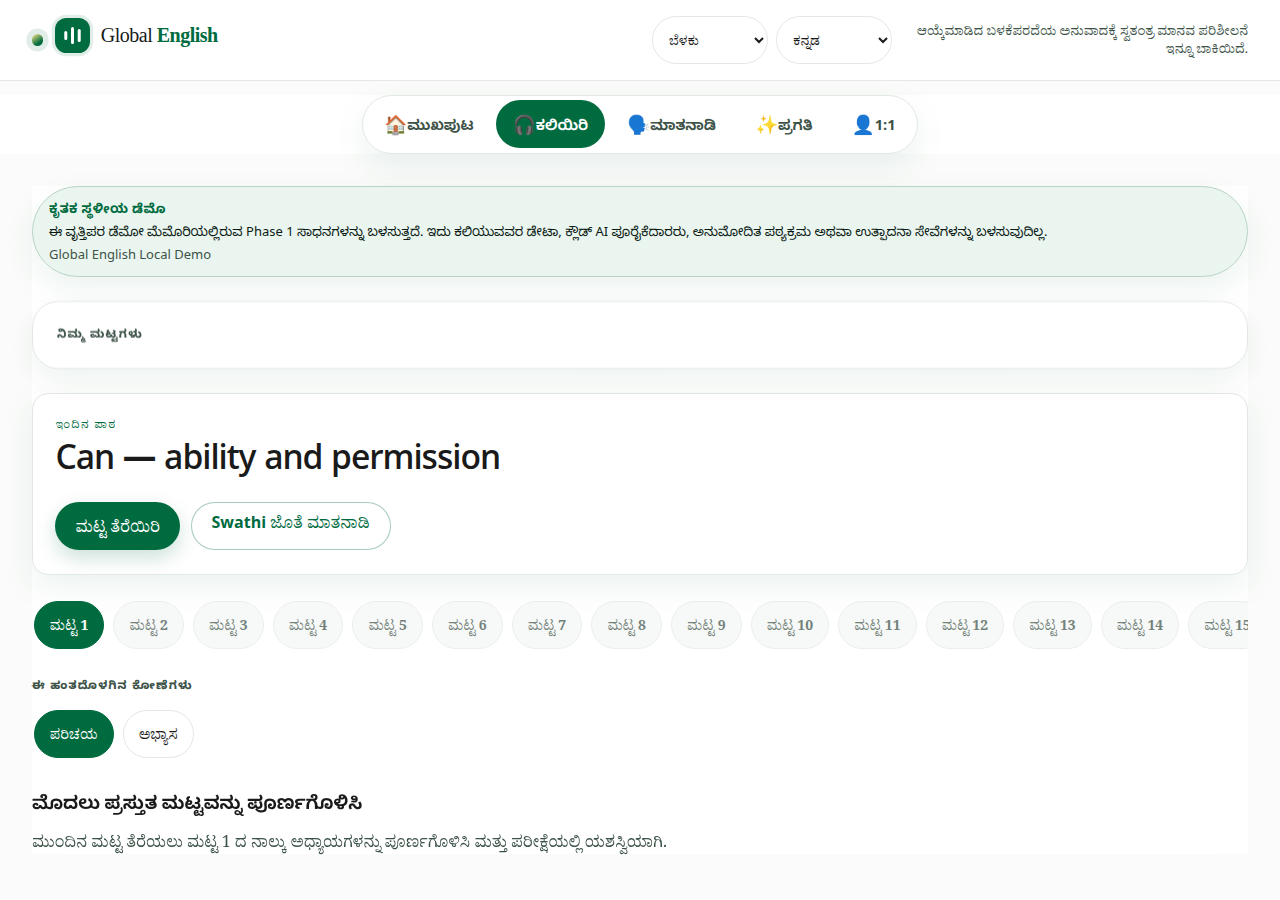 Global English
ಬೆಳಕು
ಕನ್ನಡ
ಆಯ್ಕೆಮಾಡಿದ ಬಳಕೆಪರದೆಯ ಅನುವಾದಕ್ಕೆ ಸ್ವತಂತ್ರ ಮಾನವ ಪರಿಶೀಲನೆ
ಇನ್ನೂ ಬಾಕಿಯಿದೆ.
ಮುಖಪುಟ
ಕಲಿಯಿರಿ
ಮಾತನಾಡಿ
ಪ್ರಗತಿ
1:1
ಕೃತಕ ಸ್ಥಳೀಯ ಡೆಮೊ
ಈ ವೃತ್ತಿಪರ ಡೆಮೋ ಮೆಮೊರಿಯಲ್ಲಿರುವ Phase 1 ಸಾಧನಗಳನ್ನು ಬಳಸುತ್ತದೆ. ಇದು ಕಲಿಯುವವರ ಡೇಟಾ, ಕ್ಲೌಡ್ AI ಪೂರೈಕೆದಾರರು, ಅನುಮೋದಿತ ಪಠ್ಯಕ್ರಮ ಅಥವಾ ಉತ್ಪಾದನಾ ಸೇವೆಗಳನ್ನು ಬಳಸುವುದಿಲ್ಲ.
Global English Local Demo
ನಿಮ್ಮ ಮಟ್ಟಗಳು
ಇಂದಿನ ಪಾಠ
Can — ability and permission
ಮಟ್ಟ ತೆರೆಯಿರಿ
Swathi ಜೊತೆ ಮಾತನಾಡಿ
ಮಟ್ಟ 1
ಮಟ್ಟ 2
ಮಟ್ಟ 3
ಮಟ್ಟ 4
ಮಟ್ಟ 5
ಮಟ್ಟ 6
ಮಟ್ಟ 7
ಮಟ್ಟ 8
ಮಟ್ಟ 9
ಮಟ್ಟ 10
ಮಟ್ಟ 11
ಮಟ್ಟ 12
ಮಟ್ಟ 13
ಮಟ್ಟ 14
ಮಟ್ಟ 15
ಈ ಹಂತದೊಳಗಿನ ಕೋಣೆಗಳು
ಪರಿಚಯ
ಅಭ್ಯಾಸ
ಮೊದಲು ಪ್ರಸ್ತುತ ಮಟ್ಟವನ್ನು ಪೂರ್ಣಗೊಳಿಸಿ
ಮುಂದಿನ ಮಟ್ಟ ತೆರೆಯಲು ಮಟ್ಟ 1 ದ ನಾಲ್ಕು ಅಧ್ಯಾಯಗಳನ್ನು ಪೂರ್ಣಗೊಳಿಸಿ ಮತ್ತು ಪರೀಕ್ಷೆಯಲ್ಲಿ ಯಶಸ್ವಿಯಾಗಿ.